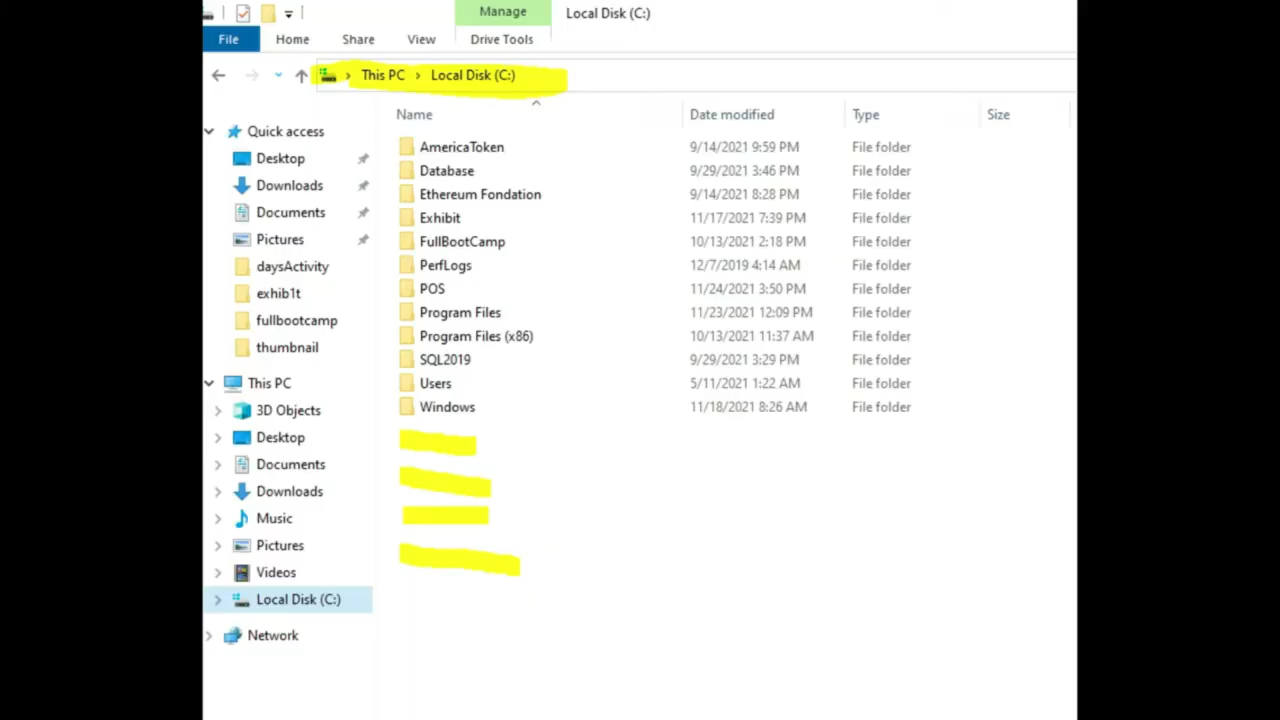 Manage
Local Disk (C:)
File
Home
Share
View
Drive Tools
This PC
Local Disk (C:)
Name
Date modified
Type
Size
Quick access
Desktop
Downloads
Documents
Pictures
daysActivity
exhib1t
fullbootcamp
thumbnail
This PC
3D Objects
Desktop
Documents
Downloads
Music
Pictures
Videos
Local Disk (C:)
Network
AmericaToken 9/14/2021 9:59 PM File folder
Database 9/29/2021 3:46 PM File folder
Ethereum Fondation 9/14/2021 8:28 PM File folder
Exhibit 11/17/2021 7:39 PM File folder
FullBootCamp 10/13/2021 2:18 PM File folder
PerfLogs 12/7/2019 4:14 AM File folder
POS 11/24/2021 3:50 PM File folder
Program Files 11/23/2021 12:09 PM File folder
Program Files (x86) 10/13/2021 11:37 AM File folder
SQL2019 9/29/2021 3:29 PM File folder
Users 5/11/2021 1:22 AM File folder
Windows 11/18/2021 8:26 AM File folder